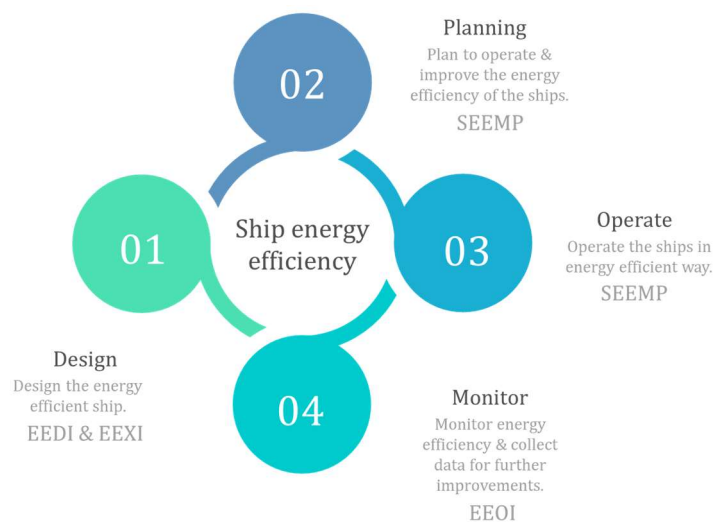 Ship energy
efficiency
01
Design
Design the energy
efficient ship.
EEDI & EEXI
02
Planning
Plan to operate &
improve the energy
efficiency of the ships.
SEEMP
03
Operate
Operate the ships in
energy efficient way.
SEEMP
04
Monitor
Monitor energy
efficiency & collect
data for further
improvements.
EEOI